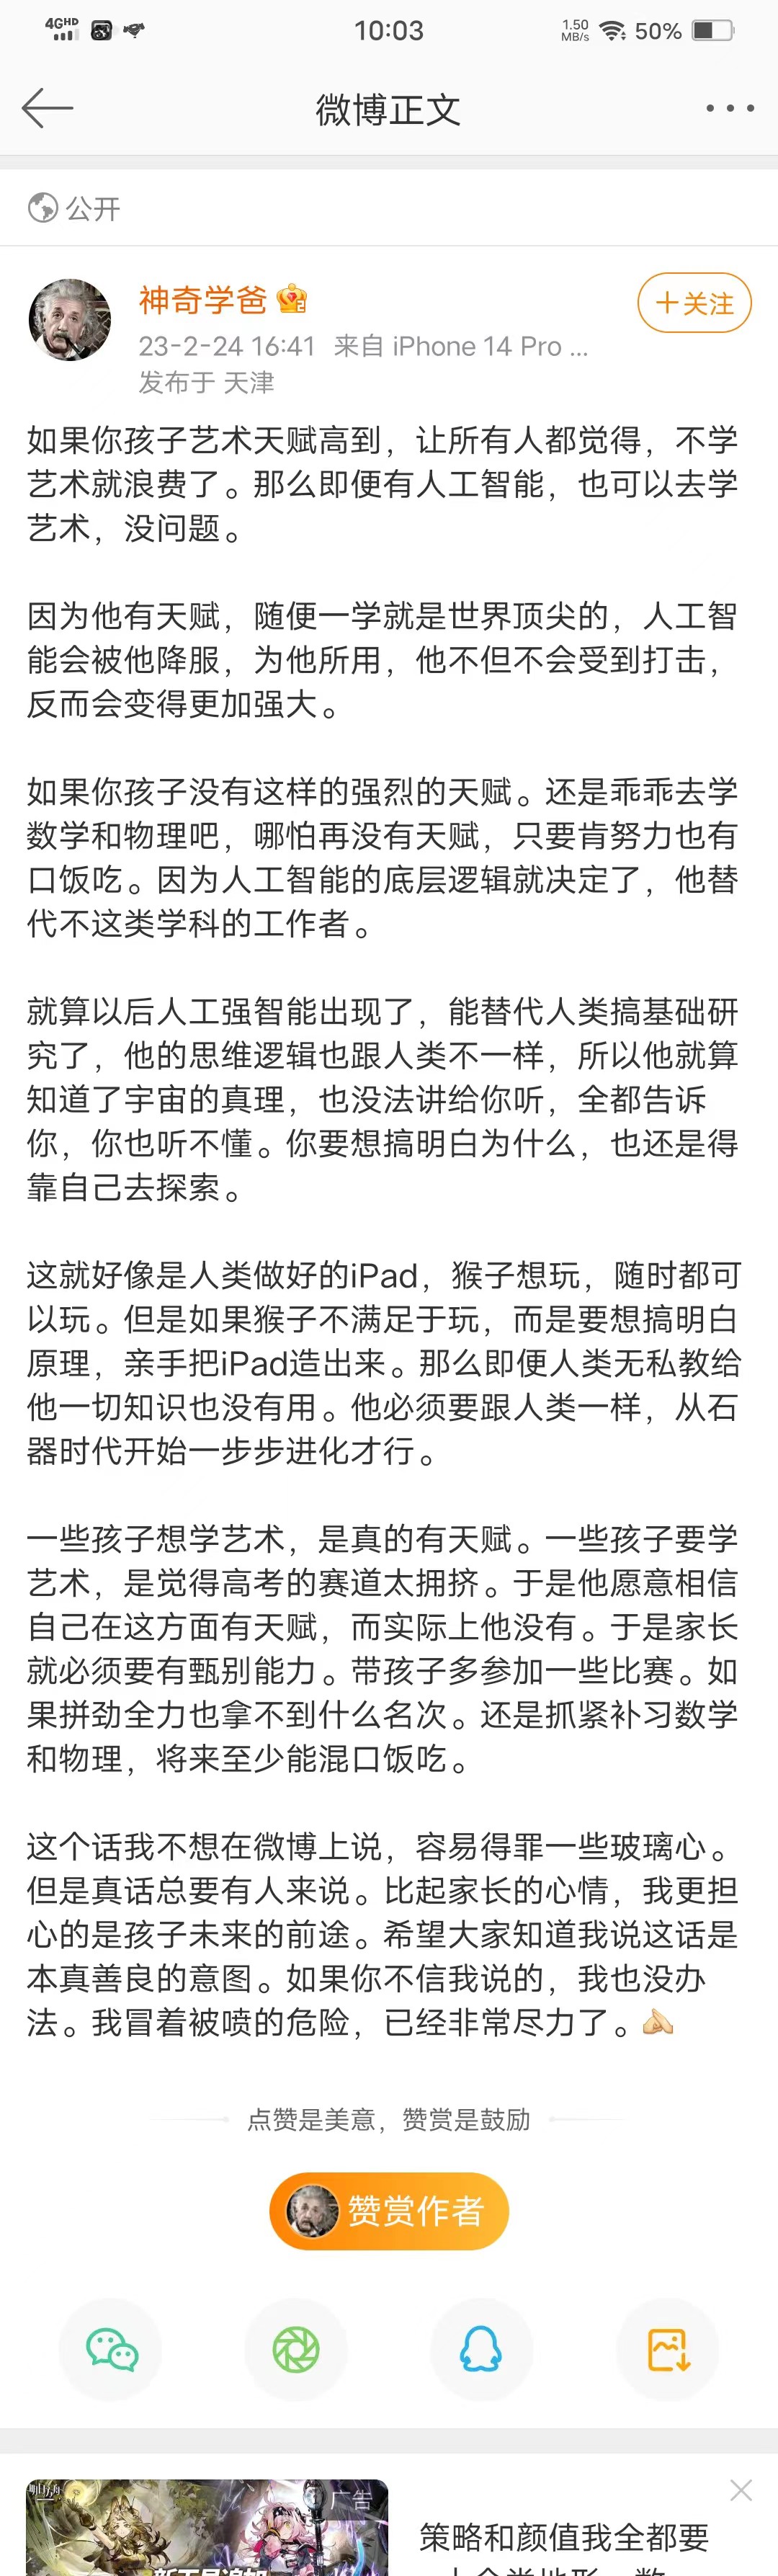 4GHD
10:03
1.50
MB/s
50%
微博正文
公开
神奇学爸
23-2-24 16:41 来自 iPhone 14 Pro ...
发布于 天津
十关注
如果你孩子艺术天赋高到，让所有人都觉得，不学
艺术就浪费了。那么即便有人工智能，也可以去学
艺术，没问题。
因为他有天赋，随便一学就是世界顶尖的，人工智
能会被他降服，为他所用，他不但不会受到打击，
反而会变得更加强大。
如果你孩子没有这样的强烈的天赋。还是乖乖去学
数学和物理吧，哪怕再没有天赋，只要肯努力也有
口饭吃。因为人工智能的底层逻辑就决定了，他替
代不这类学科的工作者。
就算以后人工强智能出现了，能替代人类搞基础研
究了，他的思维逻辑也跟人类不一样，所以他就算
知道了宇宙的真理，也没法讲给你听，全都告诉
你，你也听不懂。你要想搞明白为什么，也还是得
靠自己去探索。
这就好像是人类做好的iPad，猴子想玩，随时都可
以玩。但是如果猴子不满足于玩，而是要想搞明白
原理，亲手把iPad造出来。那么即便人类无私教给
他一切知识也没有用。他必须要跟人类一样，从石
器时代开始一步步进化才行。
一些孩子想学艺术，是真的有天赋。一些孩子要学
艺术，是觉得高考的赛道太拥挤。于是他愿意相信
自己在这方面有天赋，而实际上他没有。于是家长
就必须要有甄别能力。带孩子多参加一些比赛。如
果拼劲全力也拿不到什么名次。还是抓紧补习数学
和物理，将来至少能混口饭吃。
这个话我不想在微博上说，容易得罪一些玻璃心。
但是真话总要有人来说。比起家长的心情，我更担
心的是孩子未来的前途。希望大家知道我说这话是
本真善良的意图。如果你不信我说的，我也没办
法。我冒着被喷的危险，已经非常尽力了。
点赞是美意，赞赏是鼓励
赞赏作者
明日方舟
广告
策略和颜值我全都要